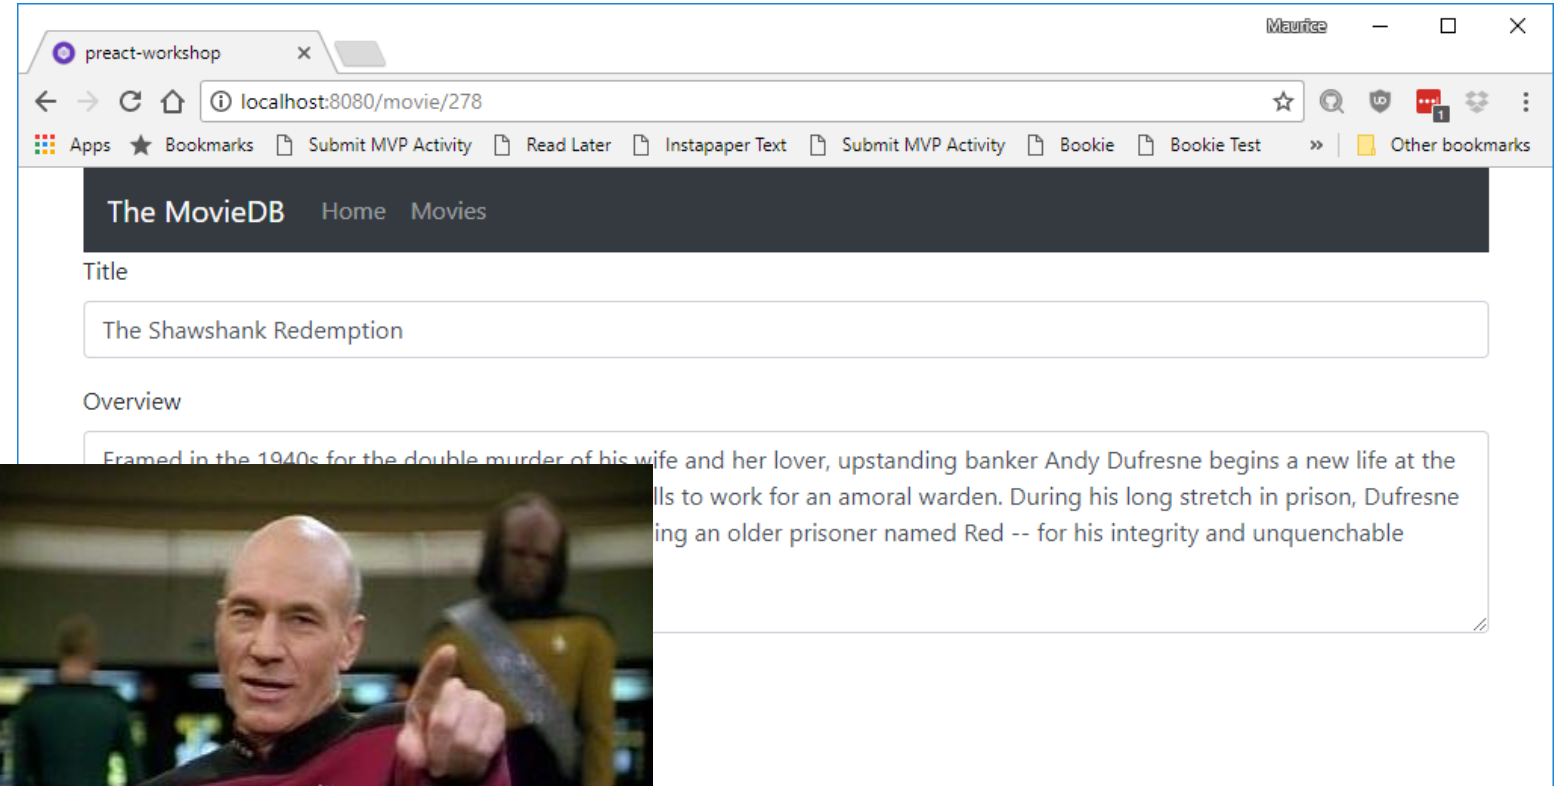 Maurice
preact-workshop
localhost:8080/movie/278
1
Apps Bookmarks Submit MVP Activity Read Later Instapaper Text Submit MVP Activity Bookie Bookie Test » Other bookmarks
The MovieDB Home Movies
Title
The Shawshank Redemption
Overview
Framed in the 1940s for the double murder of his wife and her lover, upstanding banker Andy Dufresne begins a new life at the
lls to work for an amoral warden. During his long stretch in prison, Dufresne
ing an older prisoner named Red -- for his integrity and unquenchable